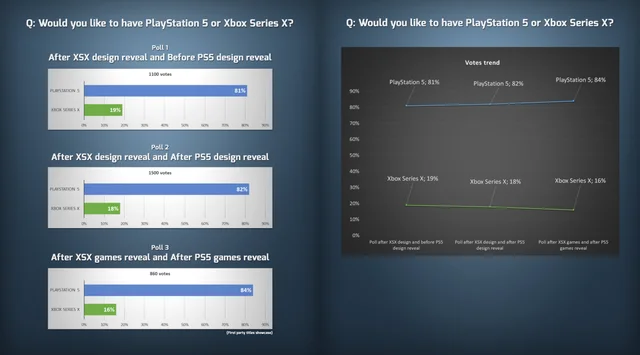 Q: Would you like to have PlayStation 5 or Xbox Series X?
Poll 1
After XSX design reveal and Before PS5 design reveal
1100 votes
PLAYSTATION 5
81%
XBOX SERIES X
19%
0% 10% 20% 30% 40% 50% 60% 70% 80% 90%
Poll 2
After XSX design reveal and After PS5 design reveal
1500 votes
PLAYSTATION 5
82%
XBOX SERIES X
18%
0% 10% 20% 30% 40% 50% 60% 70% 80% 90%
Poll 3
After XSX games reveal and After PS5 games reveal
860 votes
PLAYSTATION 5
84%
XBOX SERIES X
16%
0% 10% 20% 30% 40% 50% 60% 70% 80% 90%
(First party titles showcase)
Q: Would you like to have PlayStation 5 or Xbox Series X?
Votes trend
PlayStation 5; 81%
PlayStation 5; 82%
PlayStation 5; 84%
90%
80%
70%
60%
50%
40%
30%
20%
10%
0%
Xbox Series X; 19%
Xbox Series X; 18%
Xbox Series X; 16%
Poll after XSX design and before PS5
design reveal
Poll after XSX design and after PS5
design reveal
Poll after XSX games and after PS5
games reveal